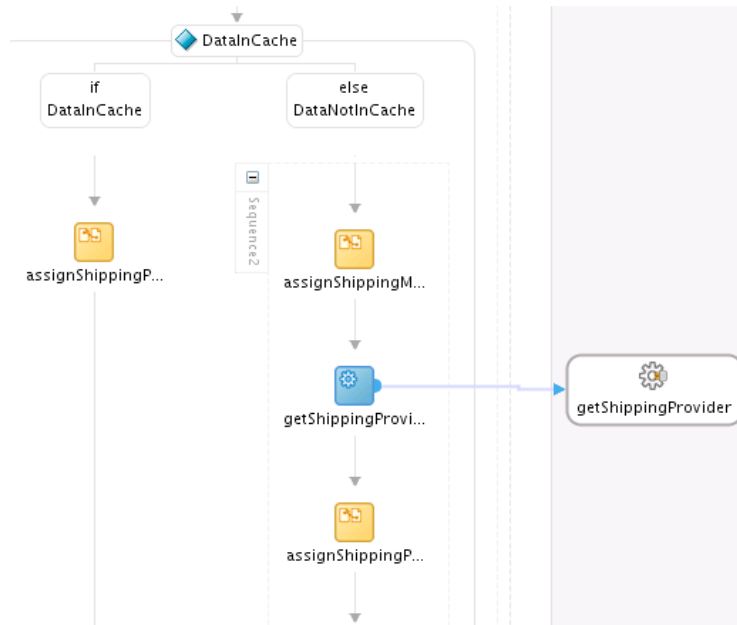 DataInCache
if
DataInCache
else
DataNotInCache
Sequence2
assignShippingP...
assignShippingM...
getShippingProvi...
getShippingProvider
assignShippingP...